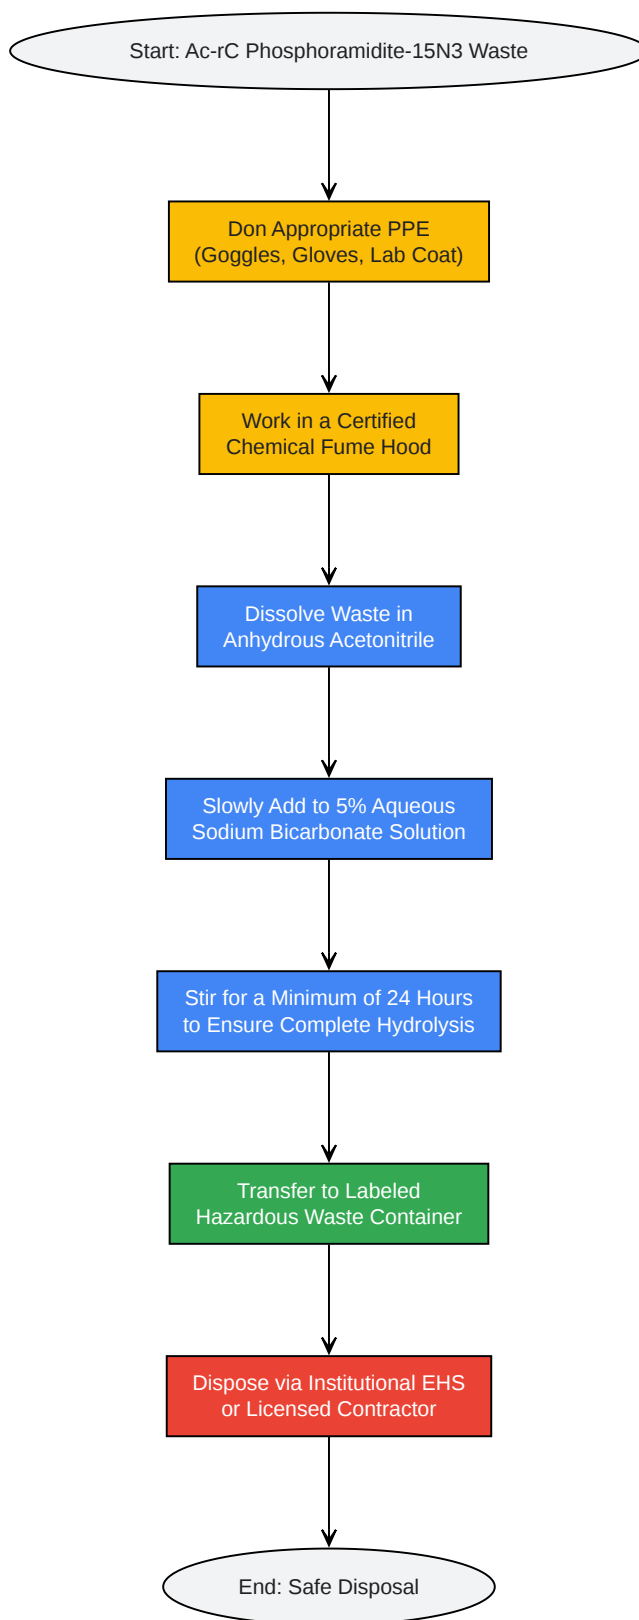 Start: Ac-rC Phosphoramidite-15N3 Waste
Don Appropriate PPE
(Goggles, Gloves, Lab Coat)
Work in a Certified
Chemical Fume Hood
Dissolve Waste in
Anhydrous Acetonitrile
Slowly Add to 5% Aqueous
Sodium Bicarbonate Solution
Stir for a Minimum of 24 Hours
to Ensure Complete Hydrolysis
Transfer to Labeled
Hazardous Waste Container
Dispose via Institutional EHS
or Licensed Contractor
End: Safe Disposal